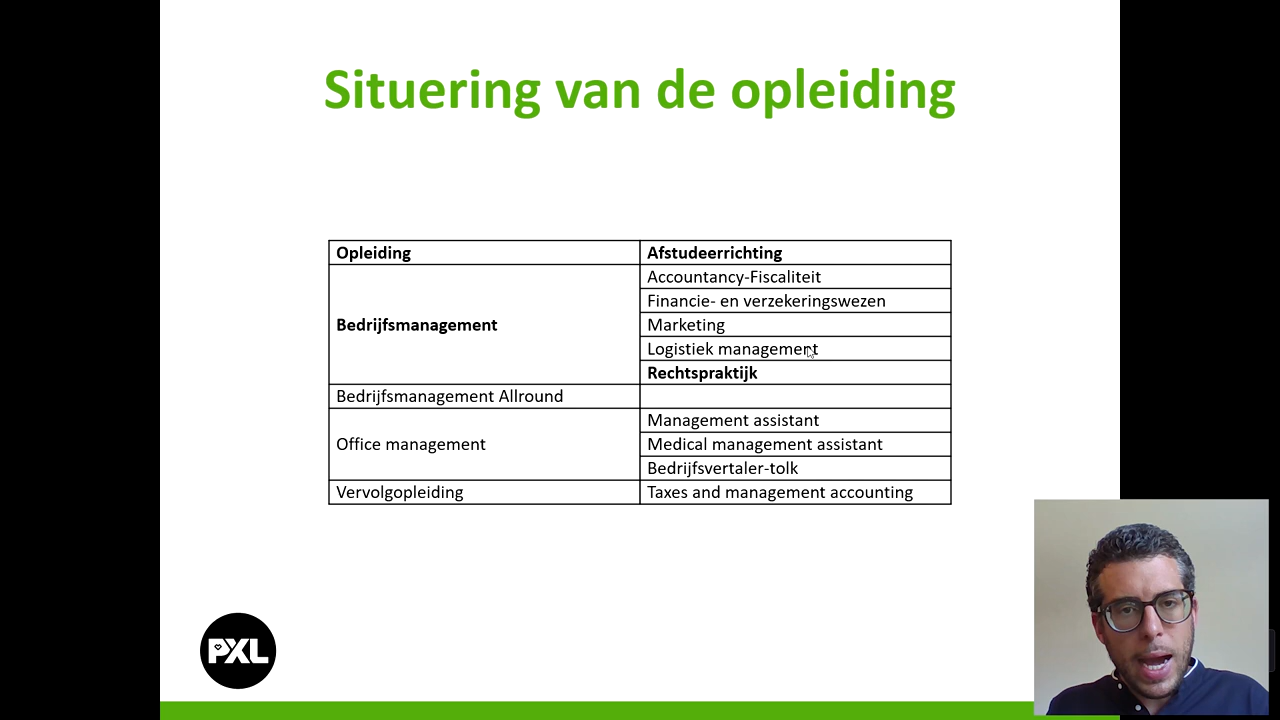 Situering van de opleiding
Opleiding
Afstudeerrichting
Bedrijfsmanagement
Accountancy-Fiscaliteit
Financie- en verzekeringswezen
Marketing
Logistiek management
Rechtspraktijk
Bedrijfsmanagement Allround
Office management
Management assistant
Medical management assistant
Bedrijfsvertaler-tolk
Vervolgopleiding
Taxes and management accounting
PXL